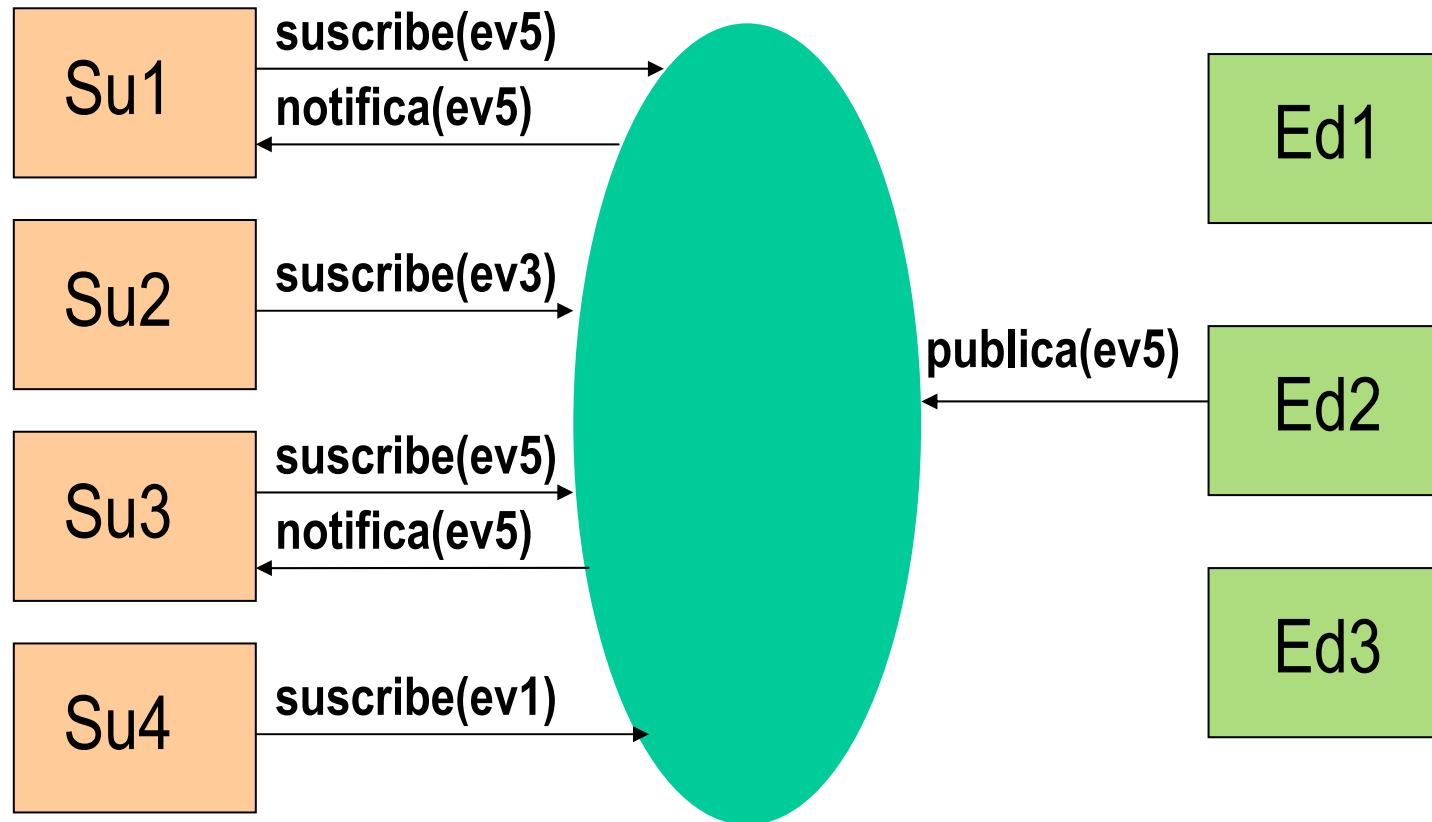 Su1
suscribe(ev5)
notifica(ev5)
Su2
suscribe(ev3)
Su3
suscribe(ev5)
notifica(ev5)
Su4
suscribe(ev1)
Ed1
publica(ev5)
Ed2
Ed3